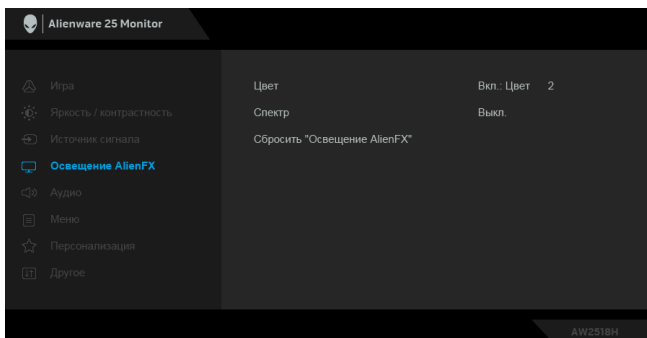 Alienware 25 Monitor
Игра
Яркость / контрастность
Источник сигнала
Освещение AlienFX
Аудио
Меню
Персонализация
Другое
Цвет Вкл.: Цвет 2
Спектр Выкл.
Сбросить "Освещение AlienFX"
AW2518H